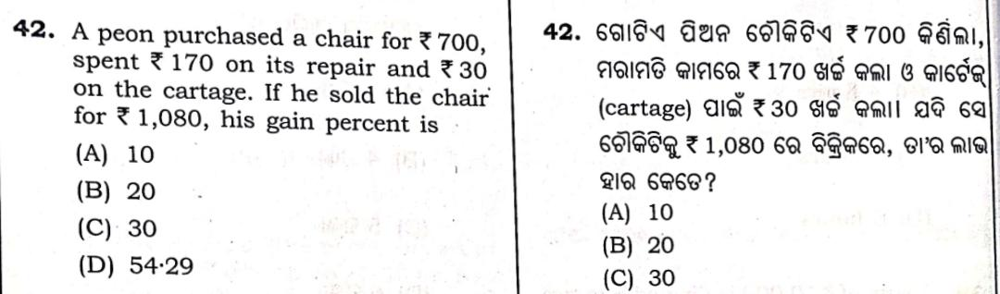 42. A peon purchased a chair for ₹ 700,
spent ₹ 170 on its repair and ₹ 30
on the cartage. If he sold the chair
for ₹ 1,080, his gain percent is
(A) 10
(B) 20
(C) 30
(D) 54·29
42. ଗୋଟିଏ ପିଅନ ଚୌକିଟିଏ ₹ 700 କିଣିଲା,
ମରାମତି କାମରେ ₹ 170 ଖର୍ଚ୍ଚ କଲା ଓ କାର୍ଟେଜ୍
(cartage) ପାଇଁ ₹ 30 ଖର୍ଚ୍ଚ କଲା। ଯଦି ସେ
ଚୌକିଟିକୁ ₹ 1,080 ରେ ବିକ୍ରିକରେ, ତା'ର ଲାଭ
ହାର କେତେ?
(A) 10
(B) 20
(C) 30